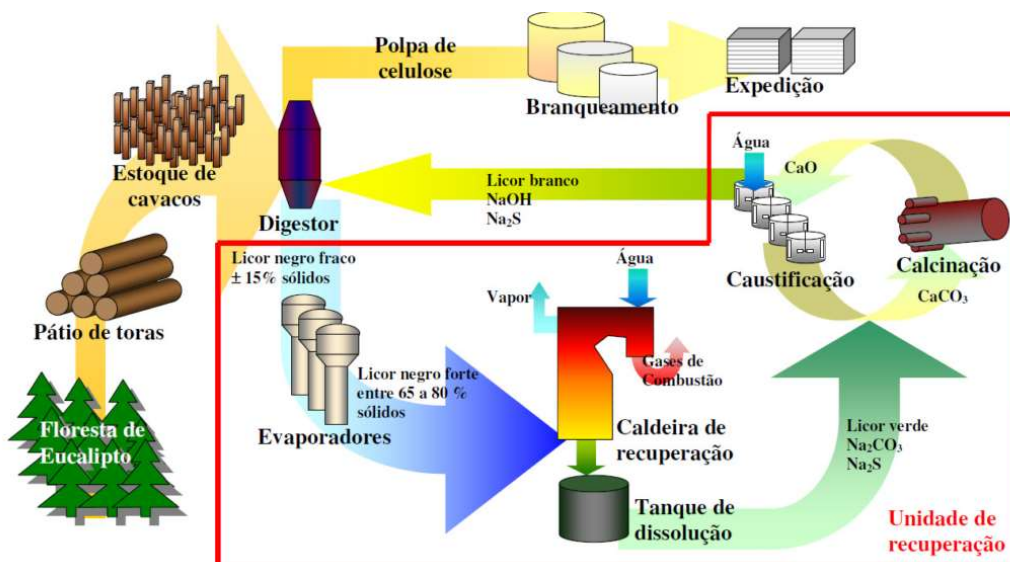 Polpa de
celulose
Branqueamento
Expedição
Estoque de
cavacos
Digestor
Licor branco
NaOH
Na₂S
Água
CaO
Caustificação
Calcinação
CaCO₃
Pátio de toras
Floresta de
Eucalipto
Licor negro fraco
± 15% sólidos
Licor negro forte
entre 65 a 80 %
sólidos
Evaporadores
Vapor
Água
Gases de
Combustão
Caldeira de
recuperação
Tanque de
dissolução
Licor verde
Na₂CO₃
Na₂S
Unidade de
recuperação